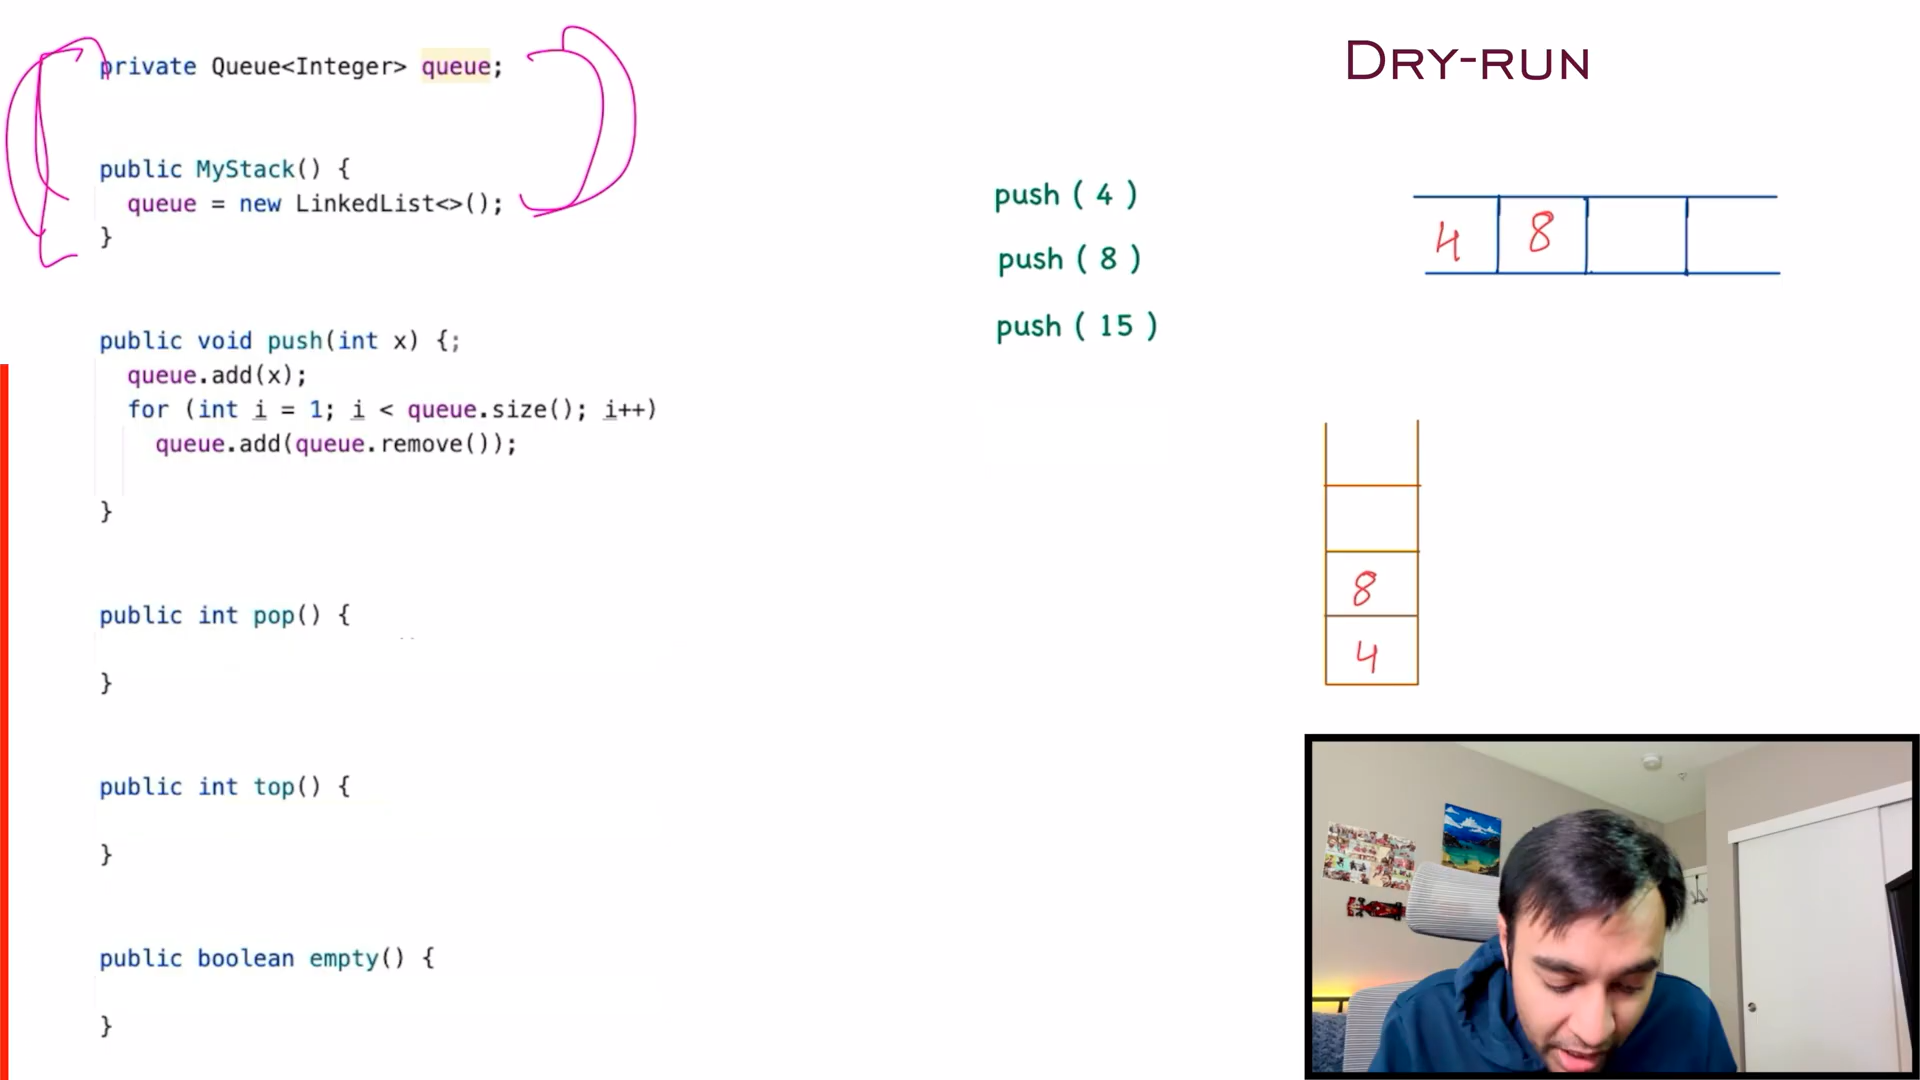 DRY-RUN
private Queue<Integer> queue;
public MyStack() {
queue = new LinkedList<>();
}
public void push(int x) {;
queue.add(x);
for (int i = 1; i < queue.size(); i++)
queue.add(queue.remove());
}
public int pop() {
}
public int top() {
}
public boolean empty() {
}
push ( 4 )
push ( 8 )
push ( 15 )
4 8
8
4